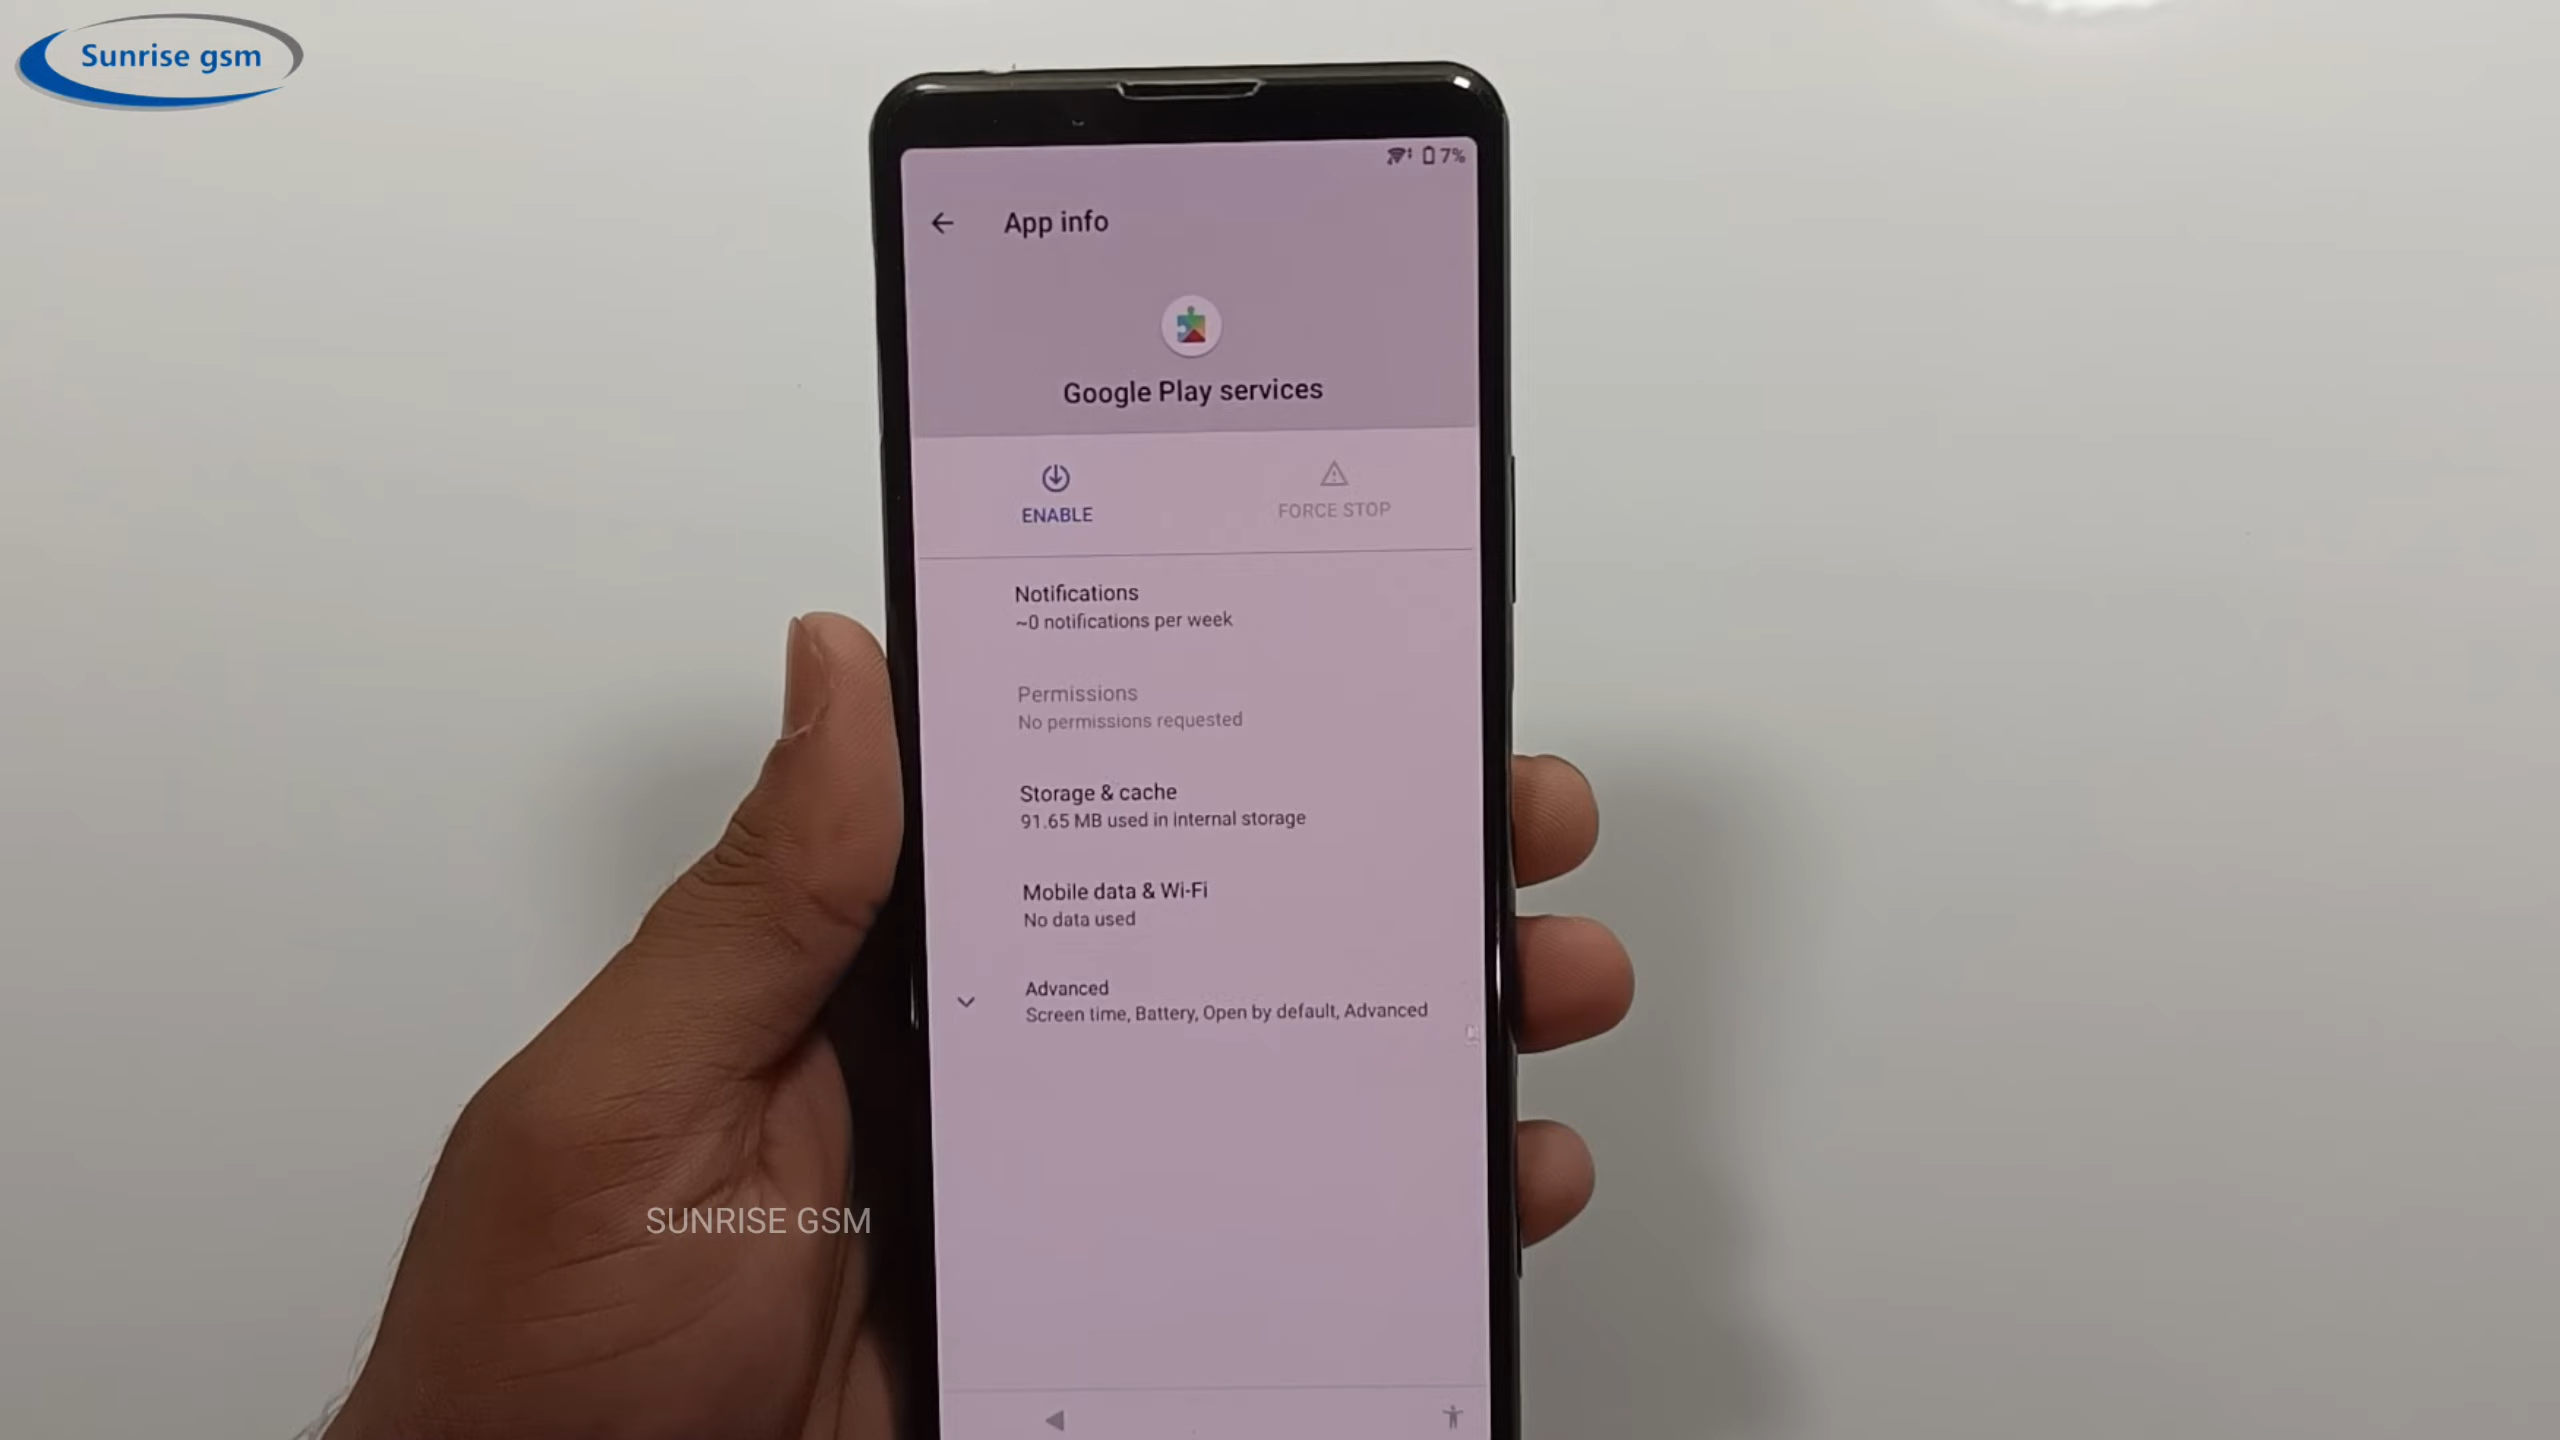 Sunrise gsm
7%
App info
Google Play services
ENABLE
FORCE STOP
Notifications
~0 notifications per week
Permissions
No permissions requested
Storage & cache
91.65 MB used in internal storage
Mobile data & Wi-Fi
No data used
Advanced
Screen time, Battery, Open by default, Advanced
SUNRISE GSM